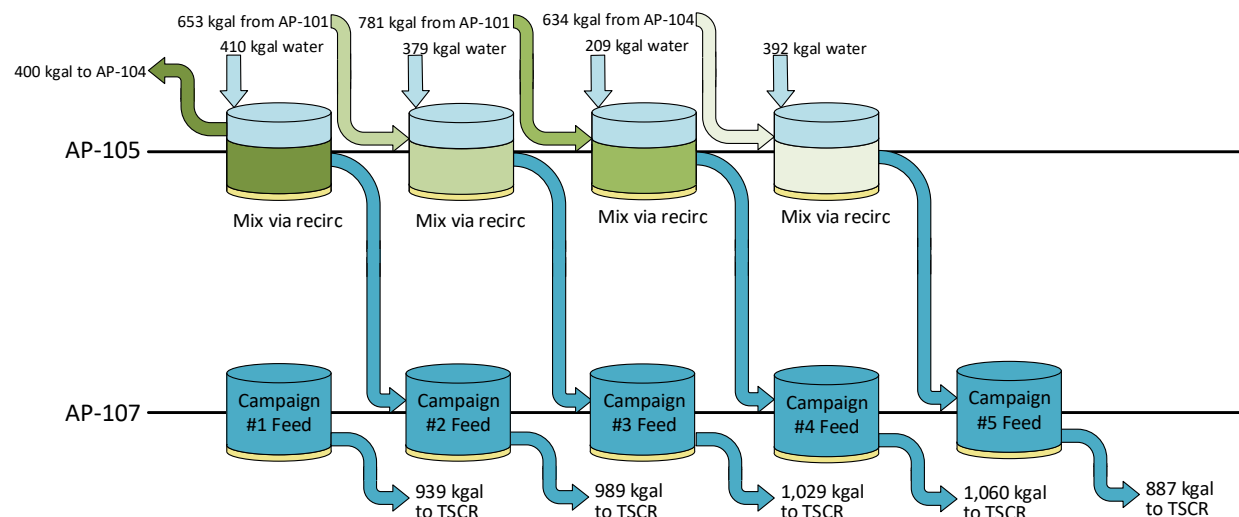 653 kgal from AP-101
781 kgal from AP-101
634 kgal from AP-104
410 kgal water
379 kgal water
209 kgal water
392 kgal water
400 kgal to AP-104
AP-105
Mix via recirc
Mix via recirc
Mix via recirc
Mix via recirc
AP-107
Campaign
#1 Feed
Campaign
#2 Feed
Campaign
#3 Feed
Campaign
#4 Feed
Campaign
#5 Feed
939 kgal
to TSCR
989 kgal
to TSCR
1,029 kgal
to TSCR
1,060 kgal
to TSCR
887 kgal
to TSCR